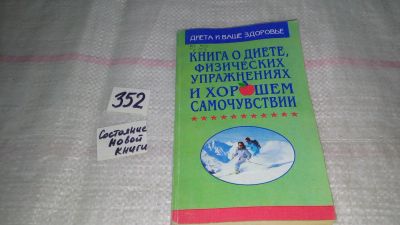 ДИЕТА И ВАШЕ ЗДОРОВЬЕ
КНИГА О ДИЕТЕ,
ФИЗИЧЕСКИХ
УПРАЖНЕНИЯХ
И ХОРОШЕМ
САМОЧУВСТВИИ
352
Состояние
новой
книги